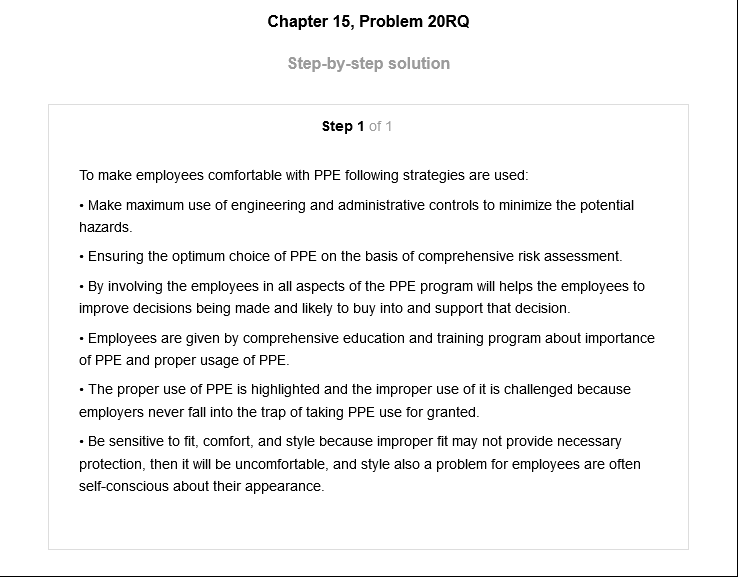 Chapter 15, Problem 20RQ
Step-by-step solution
Step 1 of 1
To make employees comfortable with PPE following strategies are used:
• Make maximum use of engineering and administrative controls to minimize the potential
hazards.
• Ensuring the optimum choice of PPE on the basis of comprehensive risk assessment.
• By involving the employees in all aspects of the PPE program will helps the employees to
improve decisions being made and likely to buy into and support that decision.
• Employees are given by comprehensive education and training program about importance
of PPE and proper usage of PPE.
• The proper use of PPE is highlighted and the improper use of it is challenged because
employers never fall into the trap of taking PPE use for granted.
• Be sensitive to fit, comfort, and style because improper fit may not provide necessary
protection, then it will be uncomfortable, and style also a problem for employees are often
self-conscious about their appearance.